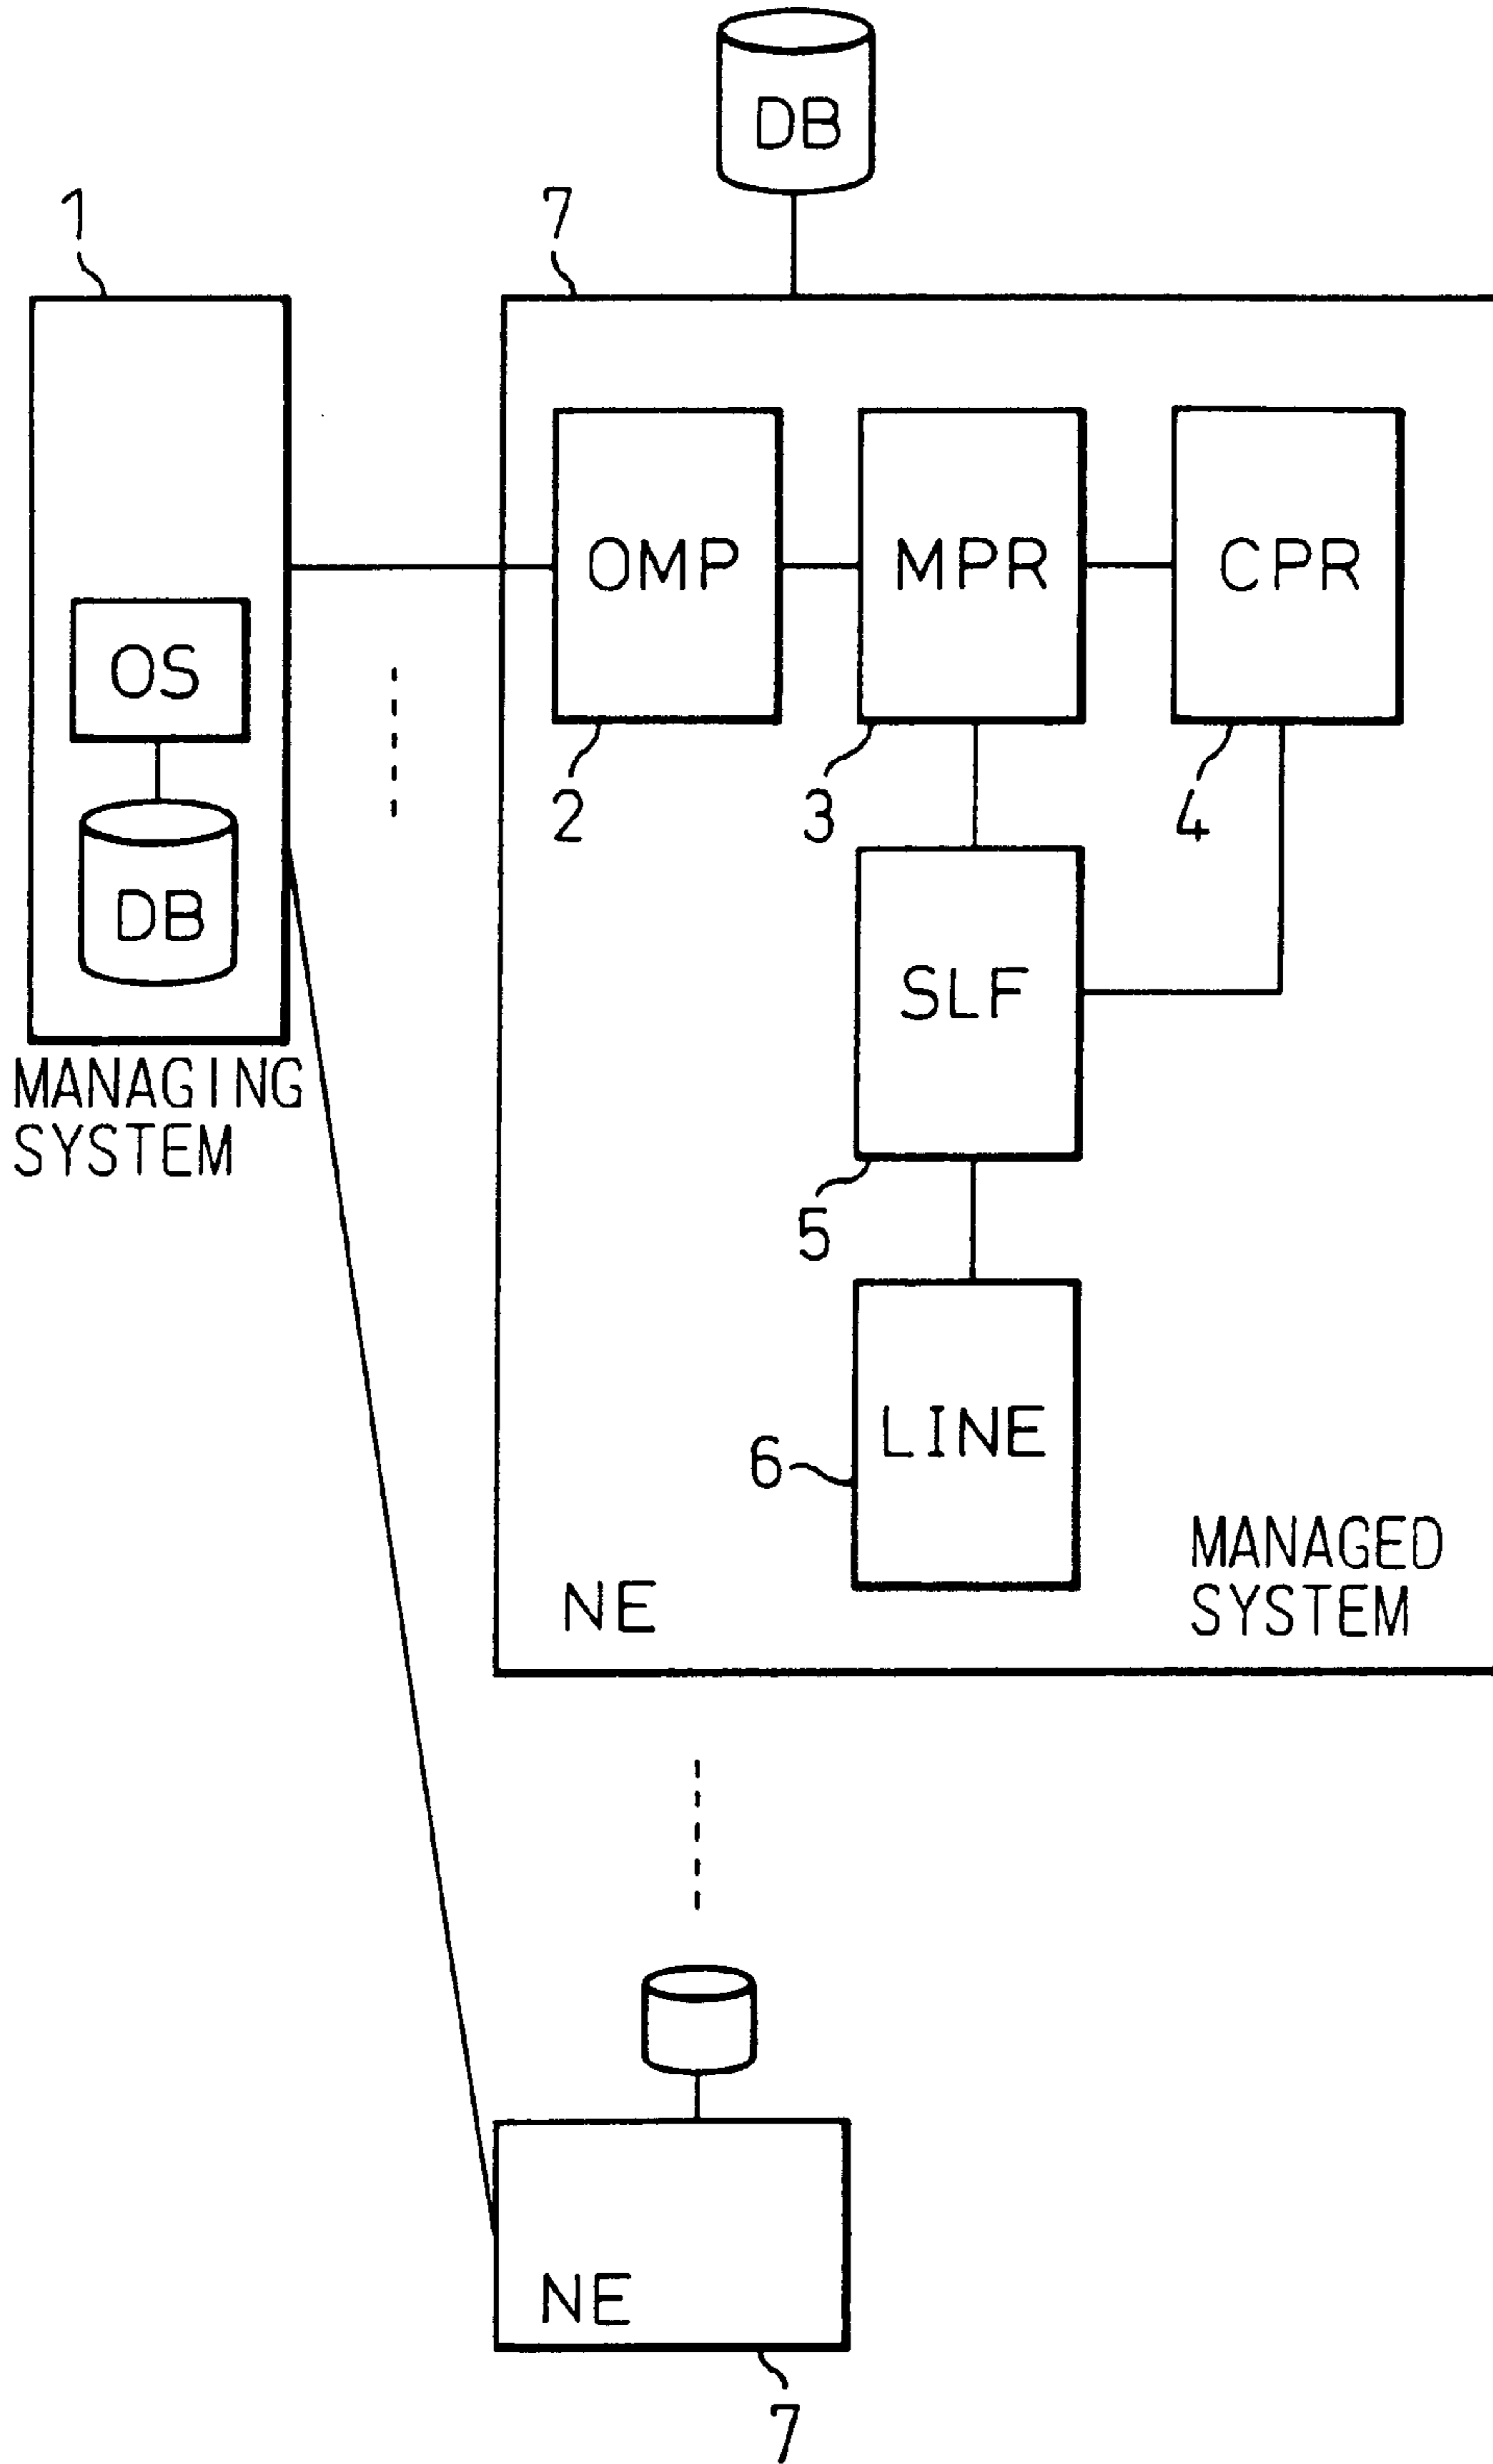 DB
1
7
OMP
MPR
CPR
OS
2
3
4
DB
SLF
MANAGING
SYSTEM
5
LINE
6
MANAGED
SYSTEM
NE
NE
7